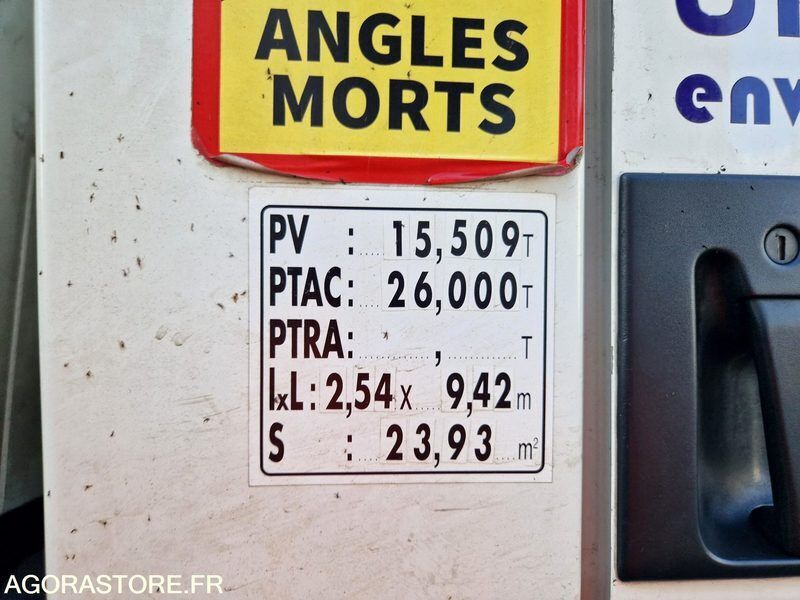 ANGLES
MORTS
PV : 15,509 T
PTAC: 26,000 T
PTRA: , T
lxL: 2,54 x 9,42 m
S : 23,93 m²
env
AGORASTORE.FR